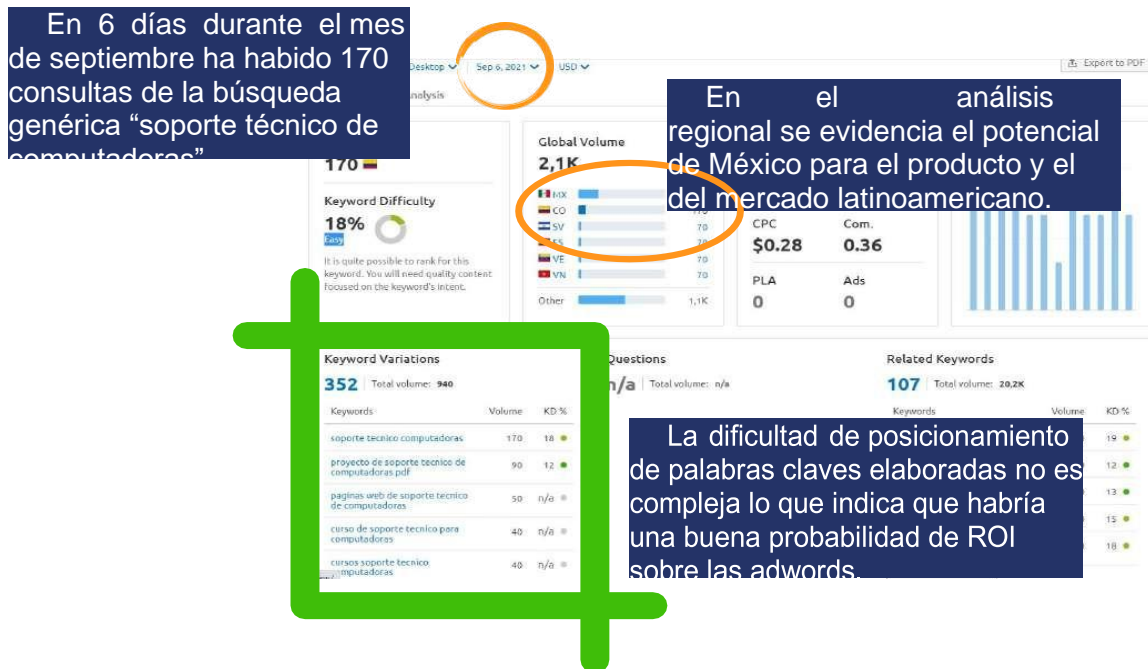 En 6 días durante el mes
de septiembre ha habido 170
consultas de la búsqueda
genérica “soporte técnico de
computadoras”
Desktop Sep 6, 2021 USD
Export to PDF
nalysis
En el análisis
regional se evidencia el potencial
de México para el producto y el
del mercado latinoamericano.
170
Keyword Difficulty
18%
Easy
It is quite possible to rank for this
keyword. You will need quality content
focused on the keyword's intent.
Global Volume
2,1K
MX
CO 170
SV 70
ES 70
VE 70
VN 70
Other 1,1K
CPC Com.
$0.28 0.36
PLA Ads
0 0
Keyword Variations
352 Total volume: 940
Keywords Volume KD %
soporte tecnico computadoras 170 18
proyecto de soporte tecnico de
computadoras pdf 90 12
paginas web de soporte tecnico
de computadoras 50 n/a
curso de soporte tecnico para
computadoras 40 n/a
cursos soporte tecnico
computadoras 40 n/a
Questions
n/a Total volume: n/a
Related Keywords
107 Total volume: 20,2K
Keywords Volume KD %
19
12
13
15
18
La dificultad de posicionamiento
de palabras claves elaboradas no es
compleja lo que indica que habría
una buena probabilidad de ROI
sobre las adwords.